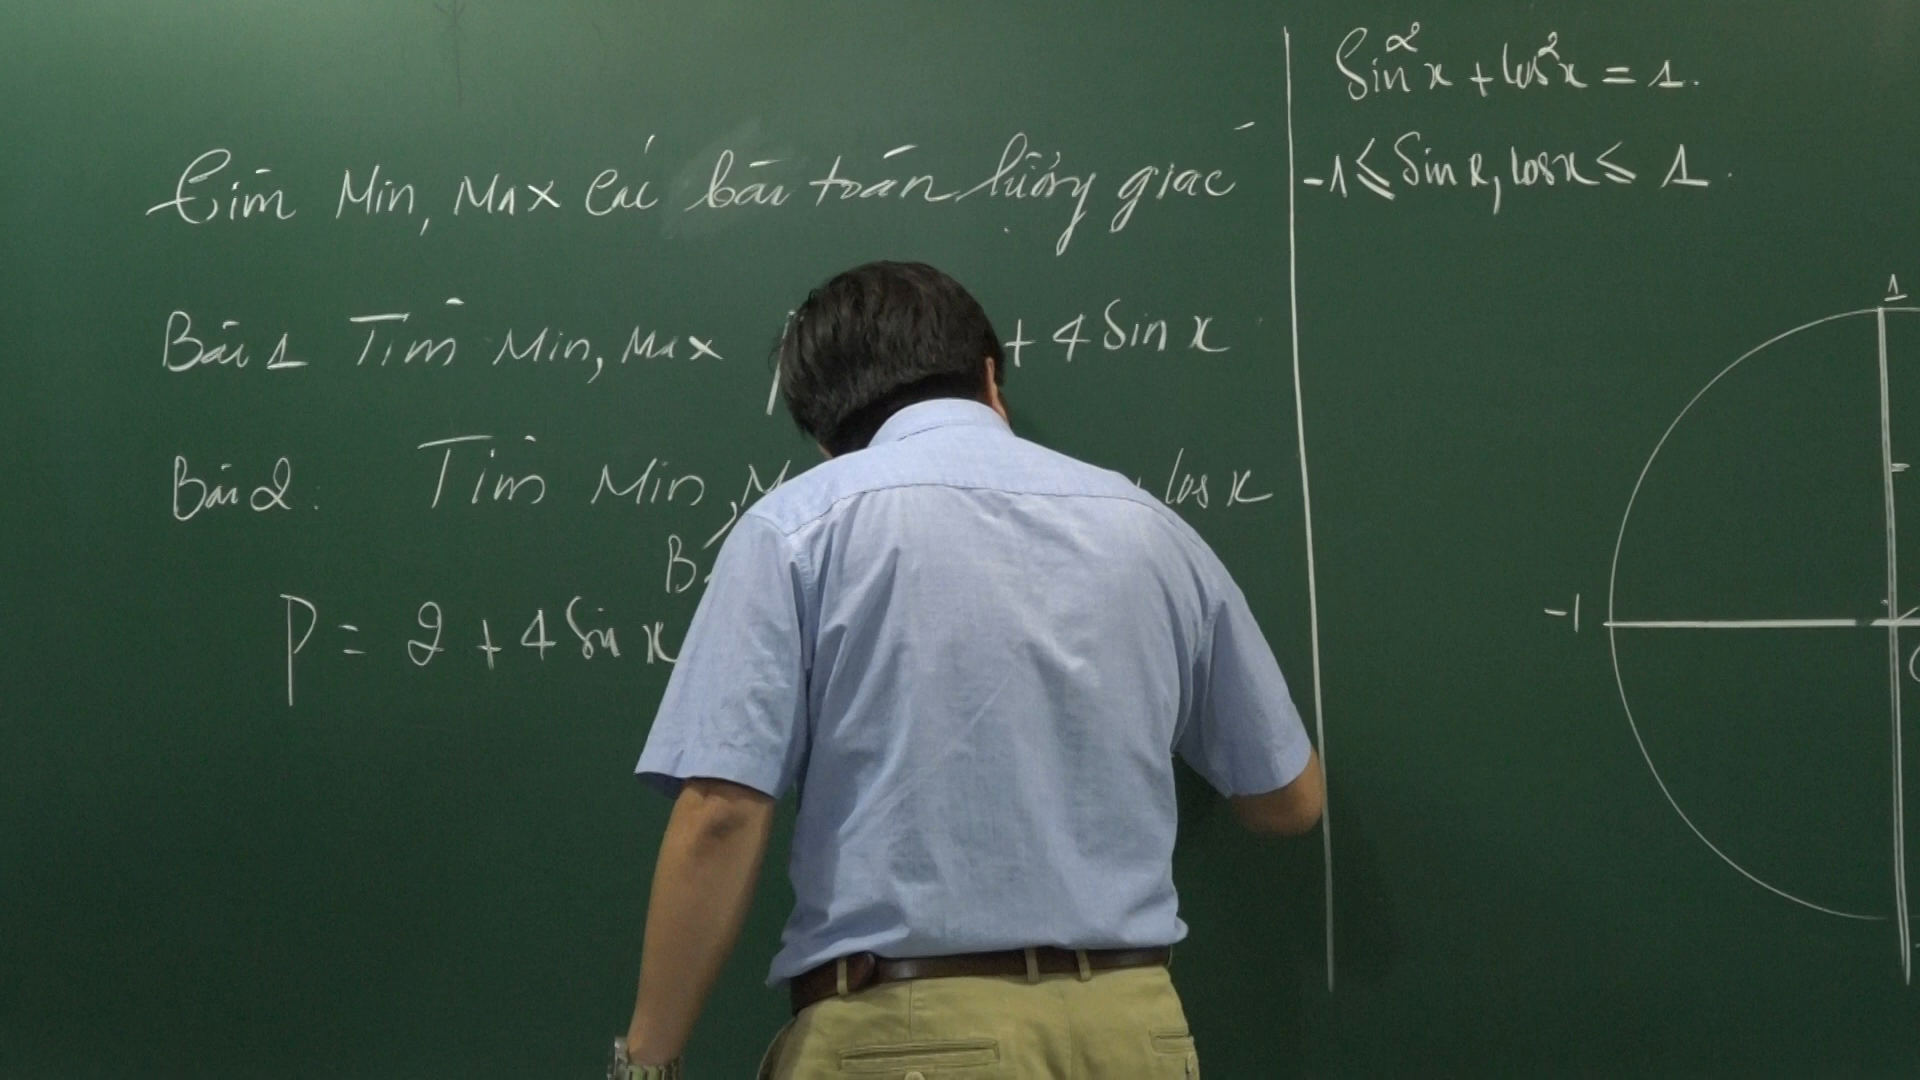 Tìm Min, Max các bài toán lượng giác
Bài 1 Tìm Min, Max P + 4 Sin x
Bài 2: Tìm Min, M cos x
P = 2 + 4 Sin x
Sin²x + cos²x = 1.
-1 ≤ Sin x, cos x ≤ 1.
1
-1